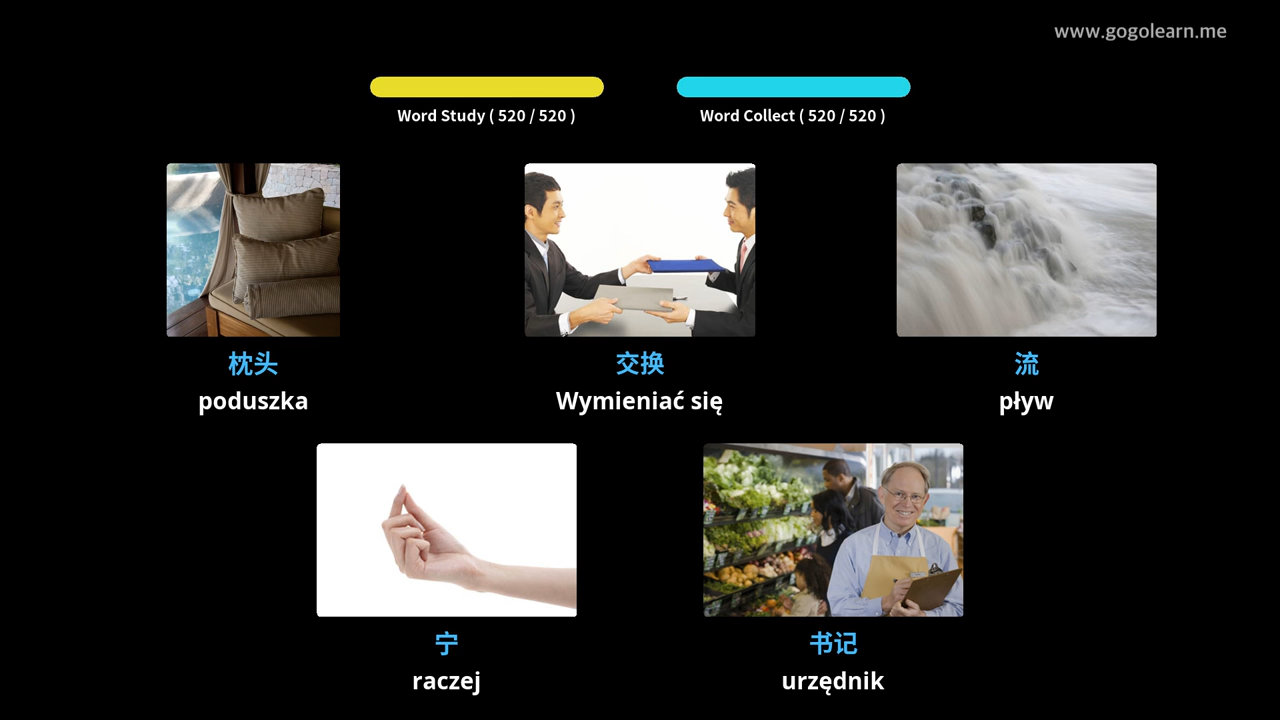 www.gogolearn.me
Word Study ( 520 / 520 )
Word Collect ( 520 / 520 )
枕头
poduszka
交换
Wymieniać się
流
pływ
宁
raczej
书记
urzędnik